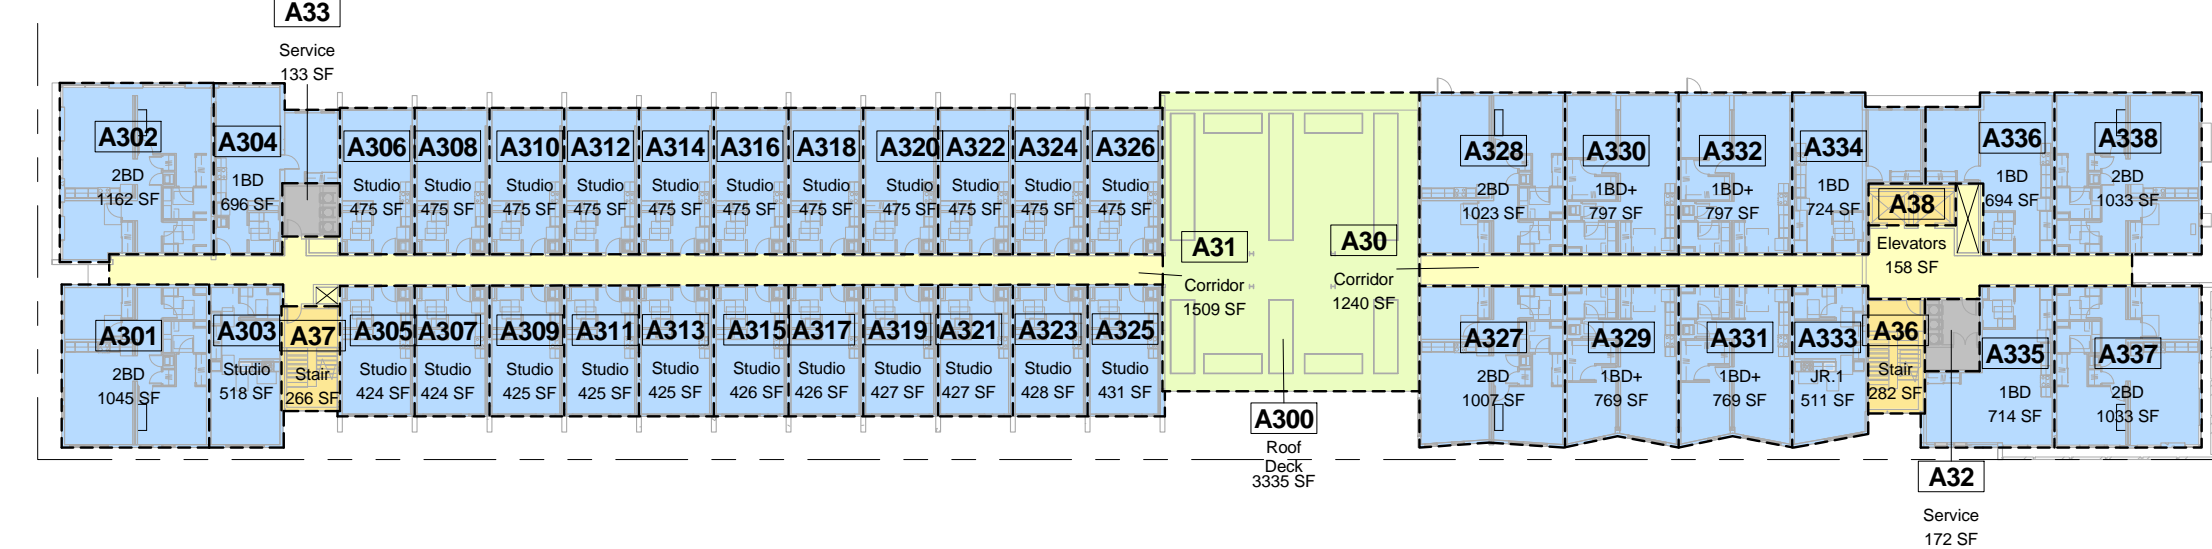 A33
Service
133 SF
A302
2BD
1162 SF
A304
1BD
696 SF
A306
Studio
475 SF
A308
Studio
475 SF
A310
Studio
475 SF
A312
Studio
475 SF
A314
Studio
475 SF
A316
Studio
475 SF
A318
Studio
475 SF
A320
Studio
475 SF
A322
Studio
475 SF
A324
Studio
475 SF
A326
Studio
475 SF
A31
Corridor
1509 SF
A30
Corridor
1240 SF
A328
2BD
1023 SF
A330
1BD+
797 SF
A332
1BD+
797 SF
A334
1BD
724 SF
A38
Elevators
158 SF
A336
1BD
694 SF
A338
2BD
1033 SF
A301
2BD
1045 SF
A303
Studio
518 SF
A37
Stair
266 SF
A305
Studio
424 SF
A307
Studio
424 SF
A309
Studio
425 SF
A311
Studio
425 SF
A313
Studio
425 SF
A315
Studio
426 SF
A317
Studio
426 SF
A319
Studio
427 SF
A321
Studio
427 SF
A323
Studio
428 SF
A325
Studio
431 SF
A300
Roof
Deck
3335 SF
A327
2BD
1007 SF
A329
1BD+
769 SF
A331
1BD+
769 SF
A333
JR.1
511 SF
A36
Stair
282 SF
A335
1BD
714 SF
A337
2BD
1033 SF
A32
Service
172 SF